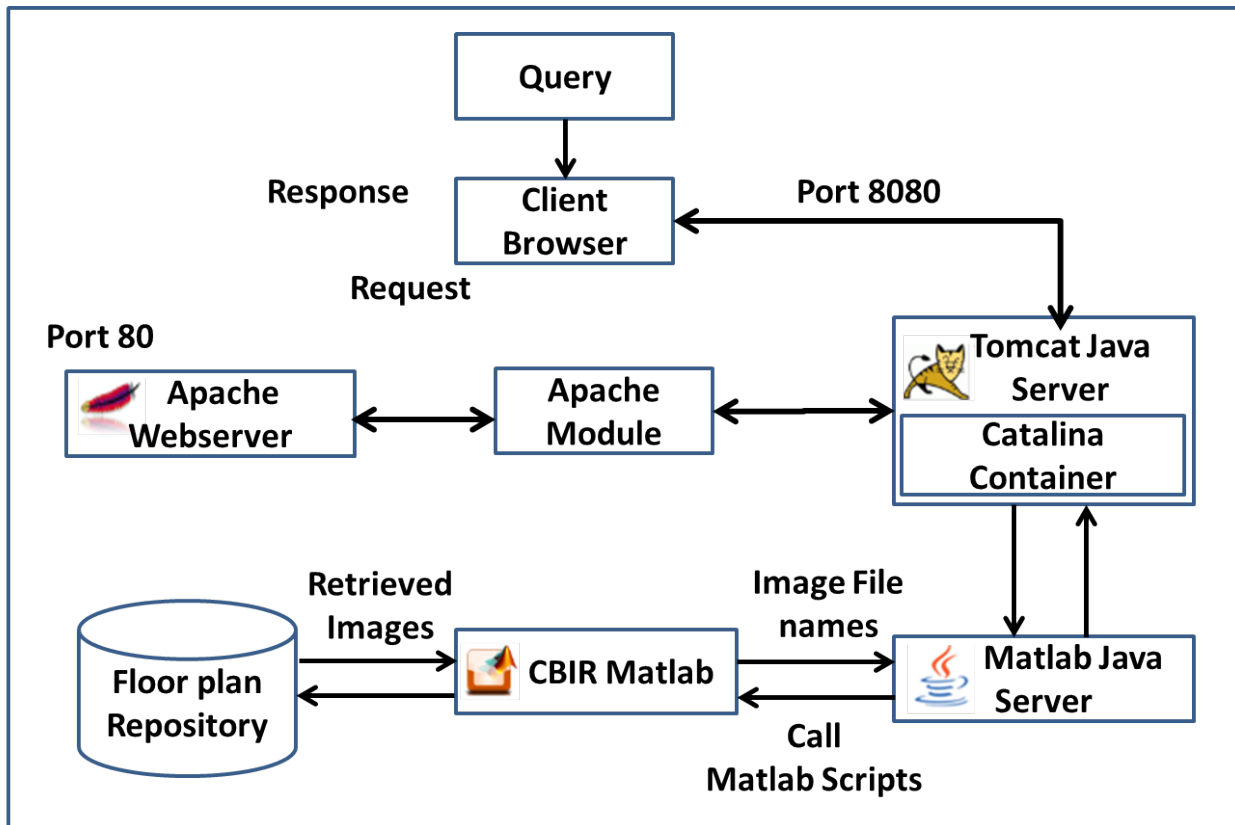 Query
Response
Client
Browser
Port 8080
Request
Port 80
Apache
Webserver
Apache
Module
Tomcat Java
Server
Catalina
Container
Retrieved
Images
Image File
names
Floor plan
Repository
CBIR Matlab
Matlab Java
Server
Call
Matlab Scripts